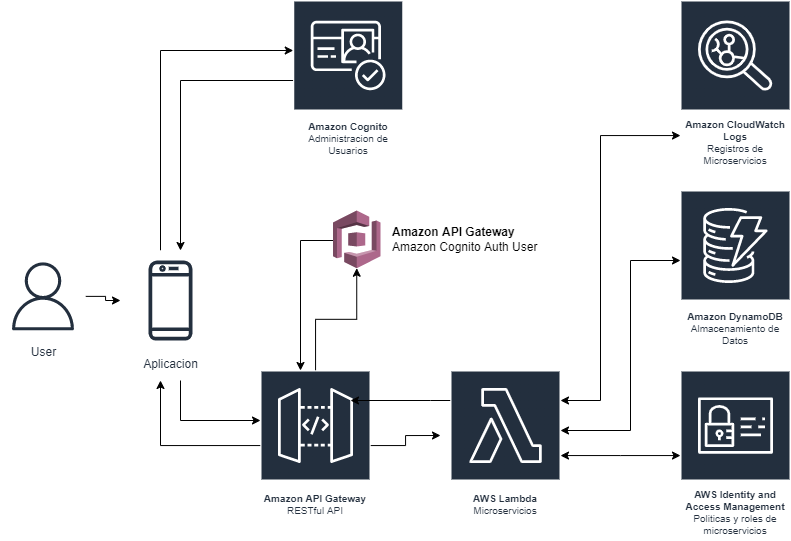 Amazon Cognito
Administracion de
Usuarios
Amazon CloudWatch
Logs
Registros de
Microservicios
Amazon API Gateway
Amazon Cognito Auth User
User
Aplicacion
Amazon DynamoDB
Almacenamiento de
Datos
Amazon API Gateway
RESTful API
AWS Lambda
Microservicios
AWS Identity and
Access Management
Politicas y roles de
microservicios